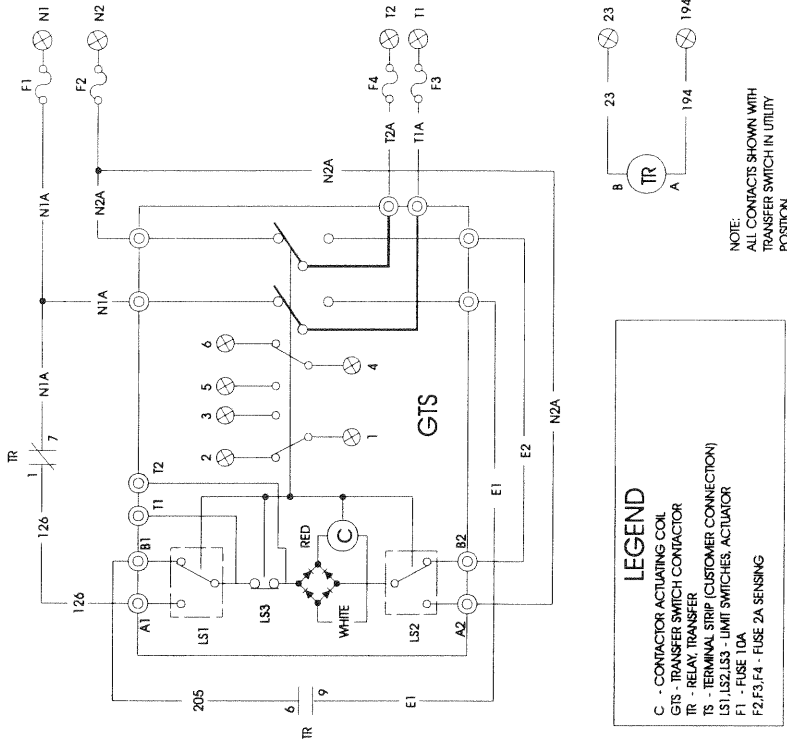 N1
N2
T2
T1
23
194
F1
F2
F4
F3
23
194
N1A
N2A
N2A
T2A
T1A
B
TR
A
NOTE:
ALL CONTACTS SHOWN WITH
TRANSFER SWITCH IN UTILITY
POSITION
N1A
N1A
TR
1
7
126
126
6
5
3
2
4
1
GTS
T2
T1
B1
A1
LS1
LS3
RED
WHITE
C
LS2
B2
A2
E2
E1
N2A
205
6
9
TR
E1
LEGEND
C - CONTACTOR ACTUATING COIL
GTS - TRANSFER SWITCH CONTACTOR
TR - RELAY, TRANSFER
TS - TERMINAL STRIP (CUSTOMER CONNECTION)
LS1,LS2,LS3 - LIMIT SWITCHES, ACTUATOR
F1 - FUSE 10A
F2,F3,F4 - FUSE 2A SENSING